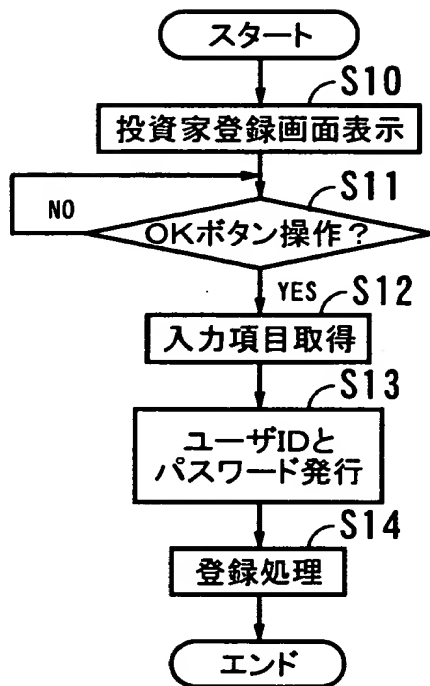 スタート
S10
投資家登録画面表示
S11
NO
OKボタン操作？
YES
S12
入力項目取得
S13
ユーザIDと
パスワード発行
S14
登録処理
エンド